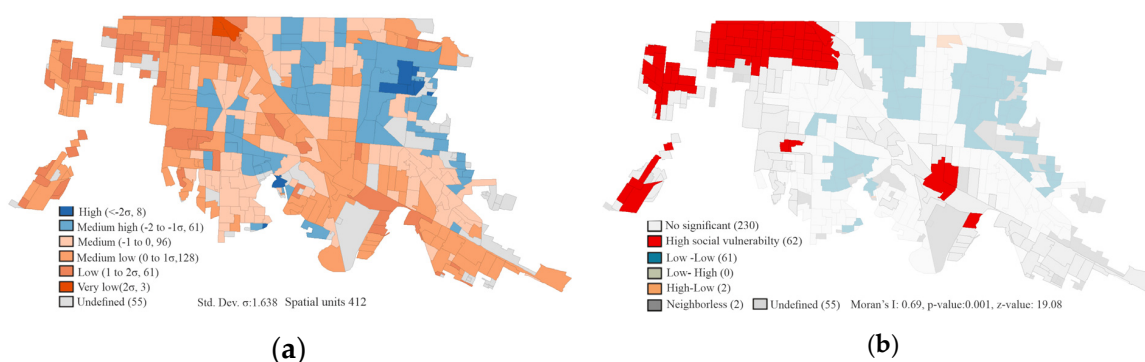 High (<-2σ, 8)
Medium high (-2 to -1σ, 61)
Medium (-1 to 0, 96)
Medium low (0 to 1σ,128)
Low (1 to 2σ, 61)
Very low(2σ, 3)
Undefined (55)
Std. Dev. σ:1.638 Spatial units 412
(a)
No significant (230)
High social vulnerabilty (62)
Low -Low (61)
Low- High (0)
High-Low (2)
Neighborless (2)
Undefined (55)
Moran's I: 0.69, p-value:0.001, z-value: 19.08
(b)